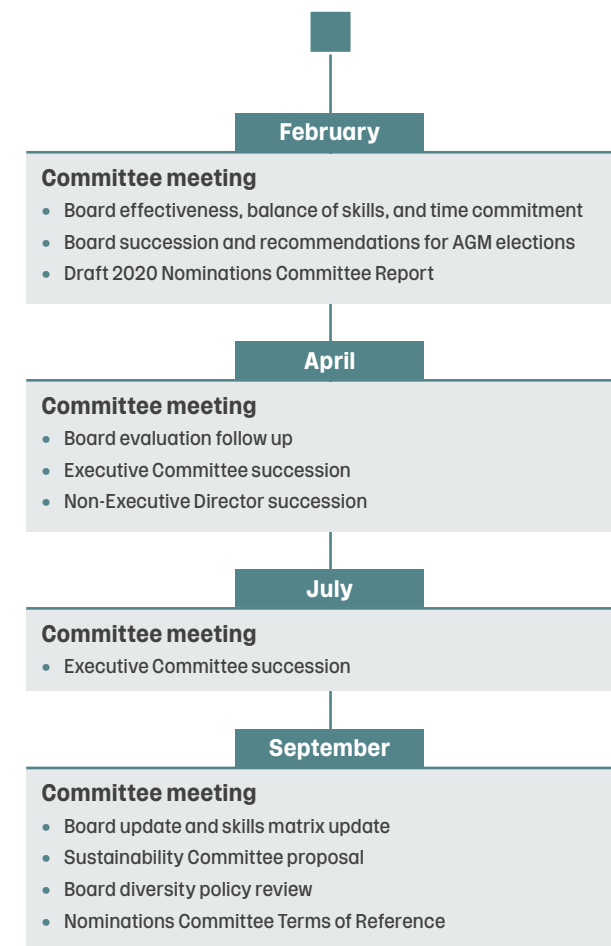 February
Committee meeting
• Board effectiveness, balance of skills, and time commitment
• Board succession and recommendations for AGM elections
• Draft 2020 Nominations Committee Report
April
Committee meeting
• Board evaluation follow up
• Executive Committee succession
• Non-Executive Director succession
July
Committee meeting
• Executive Committee succession
September
Committee meeting
• Board update and skills matrix update
• Sustainability Committee proposal
• Board diversity policy review
• Nominations Committee Terms of Reference